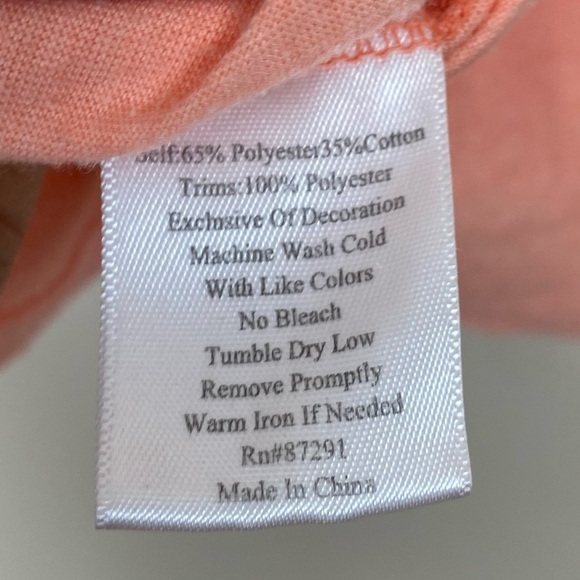 Self:65% Polyester35%Cotton
Trims:100% Polyester
Exclusive Of Decoration
Machine Wash Cold
With Like Colors
No Bleach
Tumble Dry Low
Remove Promptly
Warm Iron If Needed
Rn#87291
Made In China